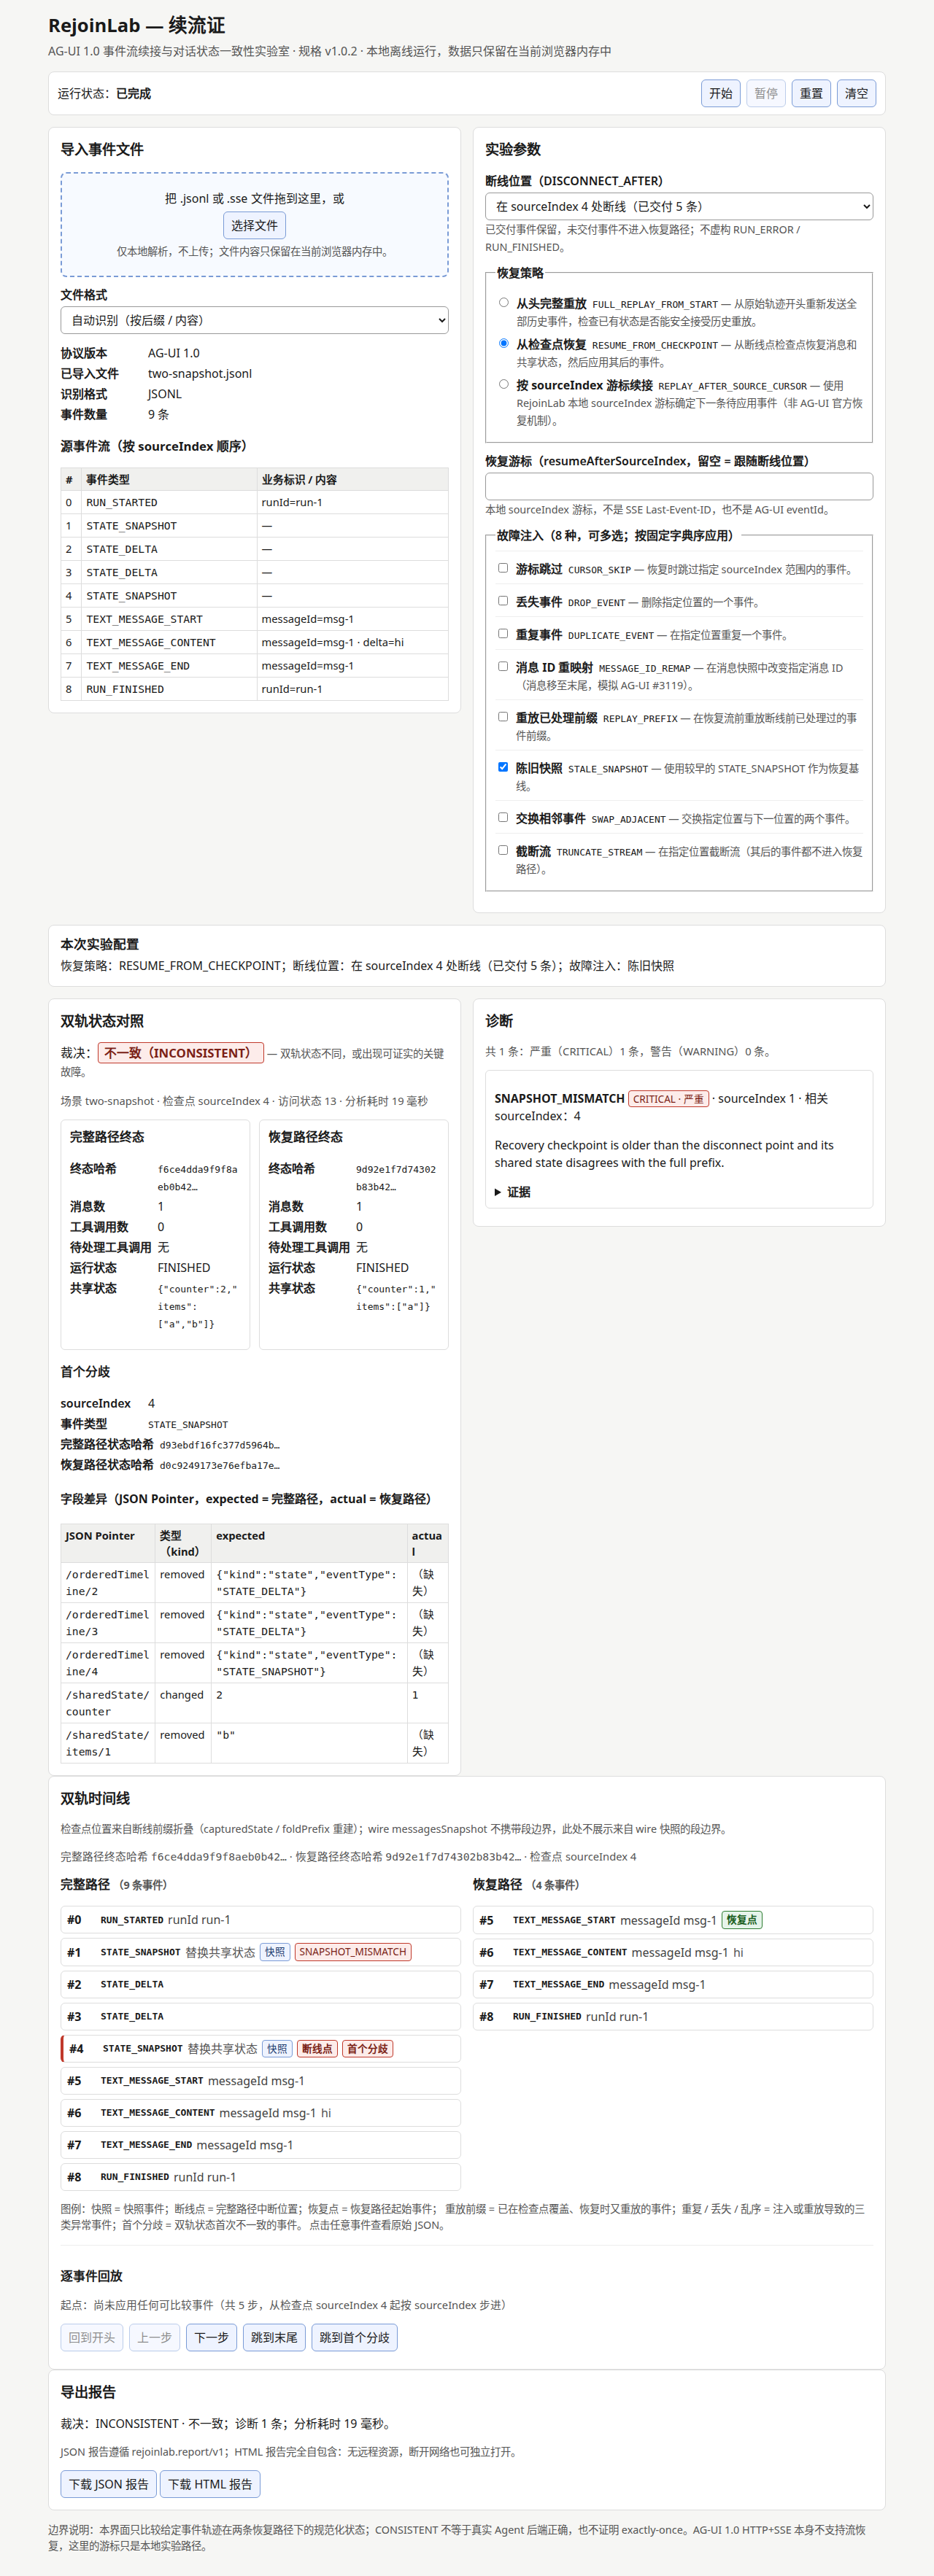 RejoinLab — 续流证
AG-UI 1.0 事件流续接与对话状态一致性实验室 · 规格 v1.0.2 · 本地离线运行，数据只保留在当前浏览器内存中
运行状态：已完成
开始 暂停 重置 清空
导入事件文件
把 .jsonl 或 .sse 文件拖到这里，或
选择文件
仅本地解析，不上传；文件内容只保留在当前浏览器内存中。
文件格式
自动识别（按后缀 / 内容）
协议版本 AG-UI 1.0
已导入文件 two-snapshot.jsonl
识别格式 JSONL
事件数量 9 条
源事件流（按 sourceIndex 顺序）
# 事件类型 业务标识 / 内容
0 RUN_STARTED runId=run-1
1 STATE_SNAPSHOT —
2 STATE_DELTA —
3 STATE_DELTA —
4 STATE_SNAPSHOT —
5 TEXT_MESSAGE_START messageId=msg-1
6 TEXT_MESSAGE_CONTENT messageId=msg-1 · delta=hi
7 TEXT_MESSAGE_END messageId=msg-1
8 RUN_FINISHED runId=run-1
实验参数
断线位置（DISCONNECT_AFTER）
在 sourceIndex 4 处断线（已交付 5 条）
已交付事件保留，未交付事件不进入恢复路径；不虚构 RUN_ERROR /
RUN_FINISHED。
恢复策略
从头完整重放 FULL_REPLAY_FROM_START — 从原始轨迹开头重新发送全
部历史事件，检查已有状态是否能安全接受历史重放。
从检查点恢复 RESUME_FROM_CHECKPOINT — 从断线点检查点恢复消息和
共享状态，然后应用其后的事件。
按 sourceIndex 游标续接 REPLAY_AFTER_SOURCE_CURSOR — 使用
RejoinLab 本地 sourceIndex 游标确定下一条待应用事件（非 AG-UI 官方恢
复机制）。
恢复游标（resumeAfterSourceIndex，留空 = 跟随断线位置）
本地 sourceIndex 游标，不是 SSE Last-Event-ID，也不是 AG-UI eventId。
故障注入（8 种，可多选；按固定字典序应用）
游标跳过 CURSOR_SKIP — 恢复时跳过指定 sourceIndex 范围内的事件。
丢失事件 DROP_EVENT — 删除指定位置的一个事件。
重复事件 DUPLICATE_EVENT — 在指定位置重复一个事件。
消息 ID 重映射 MESSAGE_ID_REMAP — 在消息快照中改变指定消息 ID
（消息移至末尾，模拟 AG-UI #3119）。
重放已处理前缀 REPLAY_PREFIX — 在恢复流前重放断线前已处理过的事
件前缀。
陈旧快照 STALE_SNAPSHOT — 使用较早的 STATE_SNAPSHOT 作为恢复基
线。
交换相邻事件 SWAP_ADJACENT — 交换指定位置与下一位置的两个事件。
截断流 TRUNCATE_STREAM — 在指定位置截断流（其后的事件都不进入恢复
路径）。
本次实验配置
恢复策略：RESUME_FROM_CHECKPOINT；断线位置：在 sourceIndex 4 处断线（已交付 5 条）；故障注入：陈旧快照
双轨状态对照
裁决： 不一致（INCONSISTENT） — 双轨状态不同，或出现可证实的关键
故障。
场景 two-snapshot · 检查点 sourceIndex 4 · 访问状态 13 · 分析耗时 19 毫秒
完整路径终态
终态哈希 f6ce4dda9f9f8a
eb0b42…
消息数 1
工具调用数 0
待处理工具调用 无
运行状态 FINISHED
共享状态 {"counter":2,"
items":
["a","b"]}
恢复路径终态
终态哈希 9d92e1f7d74302
b83b42…
消息数 1
工具调用数 0
待处理工具调用 无
运行状态 FINISHED
共享状态 {"counter":1,"
items":["a"]}
首个分歧
sourceIndex 4
事件类型 STATE_SNAPSHOT
完整路径状态哈希 d93ebdf16fc377d5964b…
恢复路径状态哈希 d0c9249173e76efba17e…
字段差异（JSON Pointer，expected = 完整路径，actual = 恢复路径）
JSON Pointer 类型 expected actua
（kind） l
/orderedTimel removed {"kind":"state","eventType": （缺
ine/2 "STATE_DELTA"} 失）
/orderedTimel removed {"kind":"state","eventType": （缺
ine/3 "STATE_DELTA"} 失）
/orderedTimel removed {"kind":"state","eventType": （缺
ine/4 "STATE_SNAPSHOT"} 失）
/sharedState/ changed 2 1
counter
/sharedState/ removed "b" （缺
items/1 失）
诊断
共 1 条：严重（CRITICAL）1 条，警告（WARNING）0 条。
SNAPSHOT_MISMATCH CRITICAL · 严重 · sourceIndex 1 · 相关
sourceIndex：4
Recovery checkpoint is older than the disconnect point and its
shared state disagrees with the full prefix.
▶ 证据
双轨时间线
检查点位置来自断线前缀折叠（capturedState / foldPrefix 重建）；wire messagesSnapshot 不携带段边界，此处不展示来自 wire 快照的段边界。
完整路径终态哈希 f6ce4dda9f9f8aeb0b42… · 恢复路径终态哈希 9d92e1f7d74302b83b42… · 检查点 sourceIndex 4
完整路径 （9 条事件）
#0 RUN_STARTED runId run-1
#1 STATE_SNAPSHOT 替换共享状态 快照 SNAPSHOT_MISMATCH
#2 STATE_DELTA
#3 STATE_DELTA
#4 STATE_SNAPSHOT 替换共享状态 快照 断线点 首个分歧
#5 TEXT_MESSAGE_START messageId msg-1
#6 TEXT_MESSAGE_CONTENT messageId msg-1 hi
#7 TEXT_MESSAGE_END messageId msg-1
#8 RUN_FINISHED runId run-1
恢复路径 （4 条事件）
#5 TEXT_MESSAGE_START messageId msg-1 恢复点
#6 TEXT_MESSAGE_CONTENT messageId msg-1 hi
#7 TEXT_MESSAGE_END messageId msg-1
#8 RUN_FINISHED runId run-1
图例：快照 = 快照事件；断线点 = 完整路径中断位置；恢复点 = 恢复路径起始事件； 重放前缀 = 已在检查点覆盖、恢复时又重放的事件；重复 / 丢失 / 乱序 = 注入或重放导致的三
类异常事件；首个分歧 = 双轨状态首次不一致的事件。 点击任意事件查看原始 JSON。
逐事件回放
起点：尚未应用任何可比较事件（共 5 步，从检查点 sourceIndex 4 起按 sourceIndex 步进）
回到开头 上一步 下一步 跳到末尾 跳到首个分歧
导出报告
裁决：INCONSISTENT · 不一致；诊断 1 条；分析耗时 19 毫秒。
JSON 报告遵循 rejoinlab.report/v1；HTML 报告完全自包含：无远程资源，断开网络也可独立打开。
下载 JSON 报告 下载 HTML 报告
边界说明：本界面只比较给定事件轨迹在两条恢复路径下的规范化状态；CONSISTENT 不等于真实 Agent 后端正确，也不证明 exactly-once。AG-UI 1.0 HTTP+SSE 本身不支持流恢
复，这里的游标只是本地实验路径。